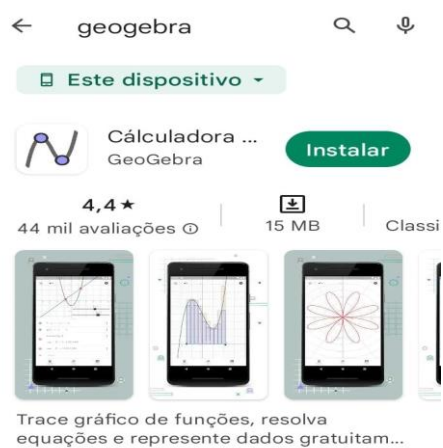 geogebra
Este dispositivo
Cálculadora ...
GeoGebra
Instalar
4,4★
44 mil avaliações
15 MB
Classi
Trace gráfico de funções, resolva
equações e represente dados gratuitam...